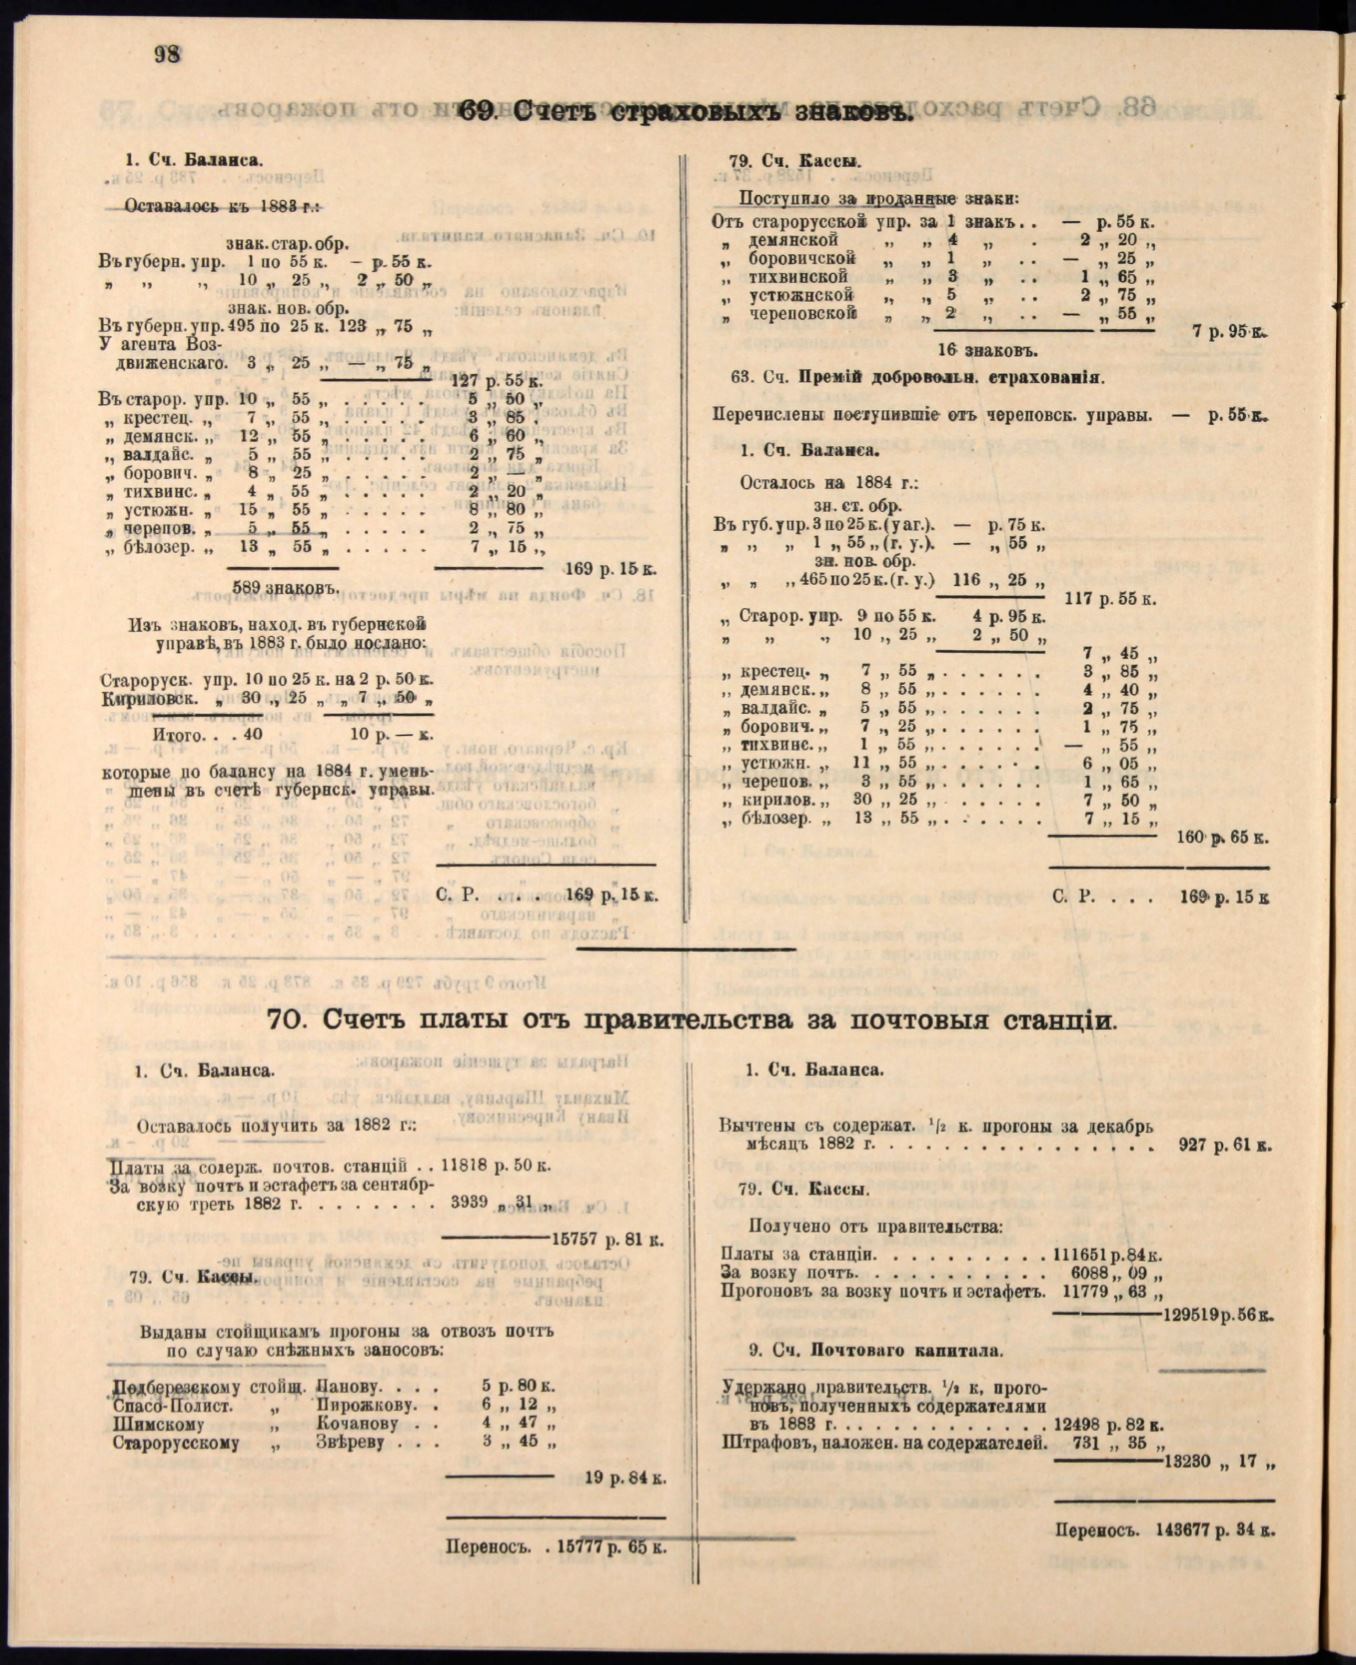 98
69. Счетъ страховыхъ знаковъ.
1. Сч. Баланса.
Оставалось къ 1883 г.:
знак. стар. обр.
Въ губерн. упр. 1 по 55 к. — р. 55 к.
„ „ „ 10 „ 25 „ 2 „ 50 „
знак. нов. обр.
Въ губерн. упр. 495 по 25 к. 123 „ 75 „
У агента Воз-
движенскаго. 3 „ 25 „ — „ 75 „
127 р. 55 к.
Въ старор. упр. 10 „ 55 „ . . . . . 5 „ 50 „
„ крестец. „ 7 „ 55 „ . . . . . 3 „ 85 „
„ демянск. „ 12 „ 55 „ . . . . . 6 „ 60 „
„ валдайс. „ 5 „ 55 „ . . . . . 2 „ 75 „
„ борович. „ 8 „ 25 „ . . . . . 2 „ — „
„ тихвинс. „ 4 „ 55 „ . . . . . 2 „ 20 „
„ устюжн. „ 15 „ 55 „ . . . . . 8 „ 80 „
„ черепов. „ 5 „ 55 „ . . . . . 2 „ 75 „
„ бѣлозер. „ 13 „ 55 „ . . . . . 7 „ 15 „
169 р. 15 к.
589 знаковъ.
Изъ знаковъ, наход. въ губернской
управѣ, въ 1883 г. было послано:
Староруск. упр. 10 по 25 к. на 2 р. 50 к.
Кириловск. „ 30 „ 25 „ „ 7 „ 50 „
Итого. . . 40 10 р. — к.
которые по балансу на 1884 г. умень-
шены въ счетѣ губернск. управы.
С. Р. . . . 169 р. 15 к.
79. Сч. Кассы.
Поступило за проданные знаки:
Отъ старорусской упр. за 1 знакъ. . — р. 55 к.
„ демянской „ „ 4 „ . 2 „ 20 „
„ боровичской „ „ 1 „ . . — „ 25 „
„ тихвинской „ „ 3 „ . . 1 „ 65 „
„ устюжнской „ „ 5 „ . . 2 „ 75 „
„ череповской „ „ 2 „ . . — „ 55 „
7 р. 95 к.
16 знаковъ.
63. Сч. Премій добровольн. страхованія.
Перечислены поступившіе отъ череповск. управы. — р. 55 к.
1. Сч. Баланса.
Осталось на 1884 г.:
зн. ст. обр.
Въ губ. упр. 3 по 25 к. (у аг.). — р. 75 к.
„ „ „ 1 „ 55 „ (г. у.). — „ 55 „
зн. нов. обр.
„ „ „ 465 по 25 к. (г. у.) 116 „ 25 „
117 р. 55 к.
„ Старор. упр. 9 по 55 к. 4 р. 95 к.
„ „ „ 10 „ 25 „ 2 „ 50 „
7 „ 45 „
„ крестец. „ 7 „ 55 „ . . . . . . 3 „ 85 „
„ демянск. „ 8 „ 55 „ . . . . . . 4 „ 40 „
„ валдайс. „ 5 „ 55 „ . . . . . . 2 „ 75 „
„ борович. „ 7 „ 25 „ . . . . . . 1 „ 75 „
„ тихвинс. „ 1 „ 55 „ . . . . . . — „ 55 „
„ устюжн. „ 11 „ 55 „ . . . . . . 6 „ 05 „
„ черепов. „ 3 „ 55 „ . . . . . . 1 „ 65 „
„ кирилов. „ 30 „ 25 „ . . . . . 7 „ 50 „
„ бѣлозер. „ 13 „ 55 „ . . . . . . 7 „ 15 „
160 р. 65 к.
С. Р. . . . 169 р. 15 к
70. Счетъ платы отъ правительства за почтовыя станціи.
1. Сч. Баланса.
Оставалось получить за 1882 г.:
Платы за содерж. почтов. станцій . . 11818 р. 50 к.
За возку почтъ и эстафетъ за сентябр-
скую треть 1882 г. . . . . . . . 3939 „ 31 „
15757 р. 81 к.
79. Сч. Кассы.
Выданы стойщикамъ прогоны за отвозъ почтъ
по случаю снѣжныхъ заносовъ:
Подберезскому стойщ. Панову. . . . 5 р. 80 к.
Спасо-Полист. „ Пирожкову. . 6 „ 12 „
Шимскому „ Кочанову . . 4 „ 47 „
Старорусскому „ Звѣреву . . . 3 „ 45 „
19 р. 84 к.
Переносъ. . 15777 р. 65 к.
1. Сч. Баланса.
Вычтены съ содержат. ½ к. прогоны за декабрь
мѣсяцъ 1882 г. . . . . . . . . . . . . . . . 927 р. 61 к.
79. Сч. Кассы.
Получено отъ правительства:
Платы за станціи. . . . . . . . . . 111651 р. 84 к.
За возку почтъ. . . . . . . . . . . 6088 „ 09 „
Прогоновъ за возку почтъ и эстафетъ. 11779 „ 63 „
129519 р. 56 к.
9. Сч. Почтоваго капитала.
Удержано правительств. ½ к. прого-
новъ, полученныхъ содержателями
въ 1883 г. . . . . . . . . . . . . 12498 р. 82 к.
Штрафовъ, наложен. на содержателей. 731 „ 35 „
13230 „ 17 „
Переносъ. 143677 р. 34 к.